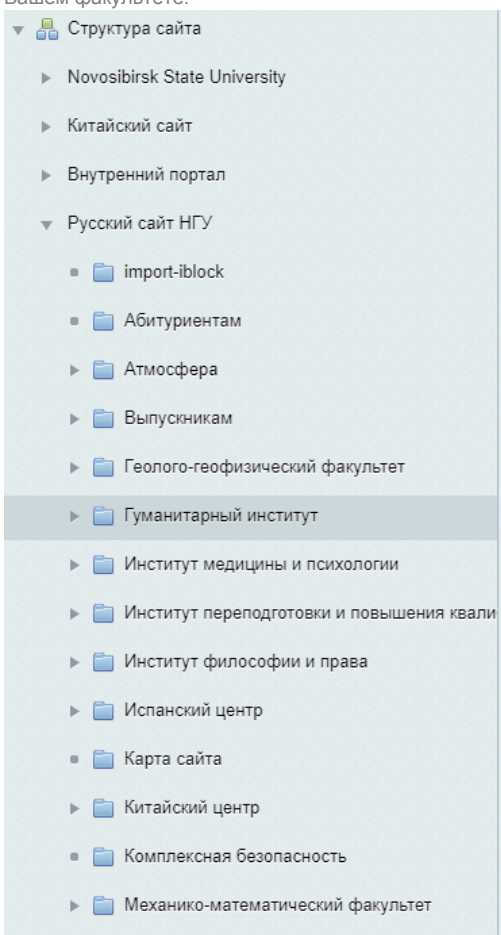 Вашем факультете.
Структура сайта
Novosibirsk State University
Китайский сайт
Внутренний портал
Русский сайт НГУ
import-iblock
Абитуриентам
Атмосфера
Выпускникам
Геолого-геофизический факультет
Гуманитарный институт
Институт медицины и психологии
Институт переподготовки и повышения квали
Институт философии и права
Испанский центр
Карта сайта
Китайский центр
Комплексная безопасность
Механико-математический факультет